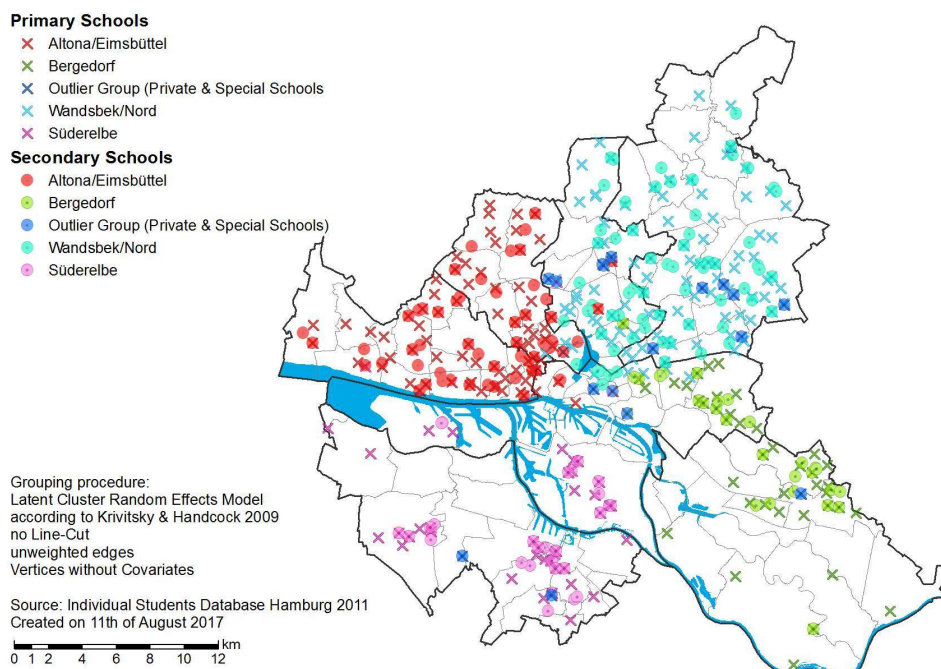 Primary Schools
Altona/Eimsbüttel
Bergedorf
Outlier Group (Private & Special Schools
Wandsbek/Nord
Süderelbe
Secondary Schools
Altona/Eimsbüttel
Bergedorf
Outlier Group (Private & Special Schools)
Wandsbek/Nord
Süderelbe
Grouping procedure:
Latent Cluster Random Effects Model
according to Krivitsky & Handcock 2009
no Line-Cut
unweighted edges
Vertices without Covariates
Source: Individual Students Database Hamburg 2011
Created on 11th of August 2017
km
0 1 2 4 6 8 10 12